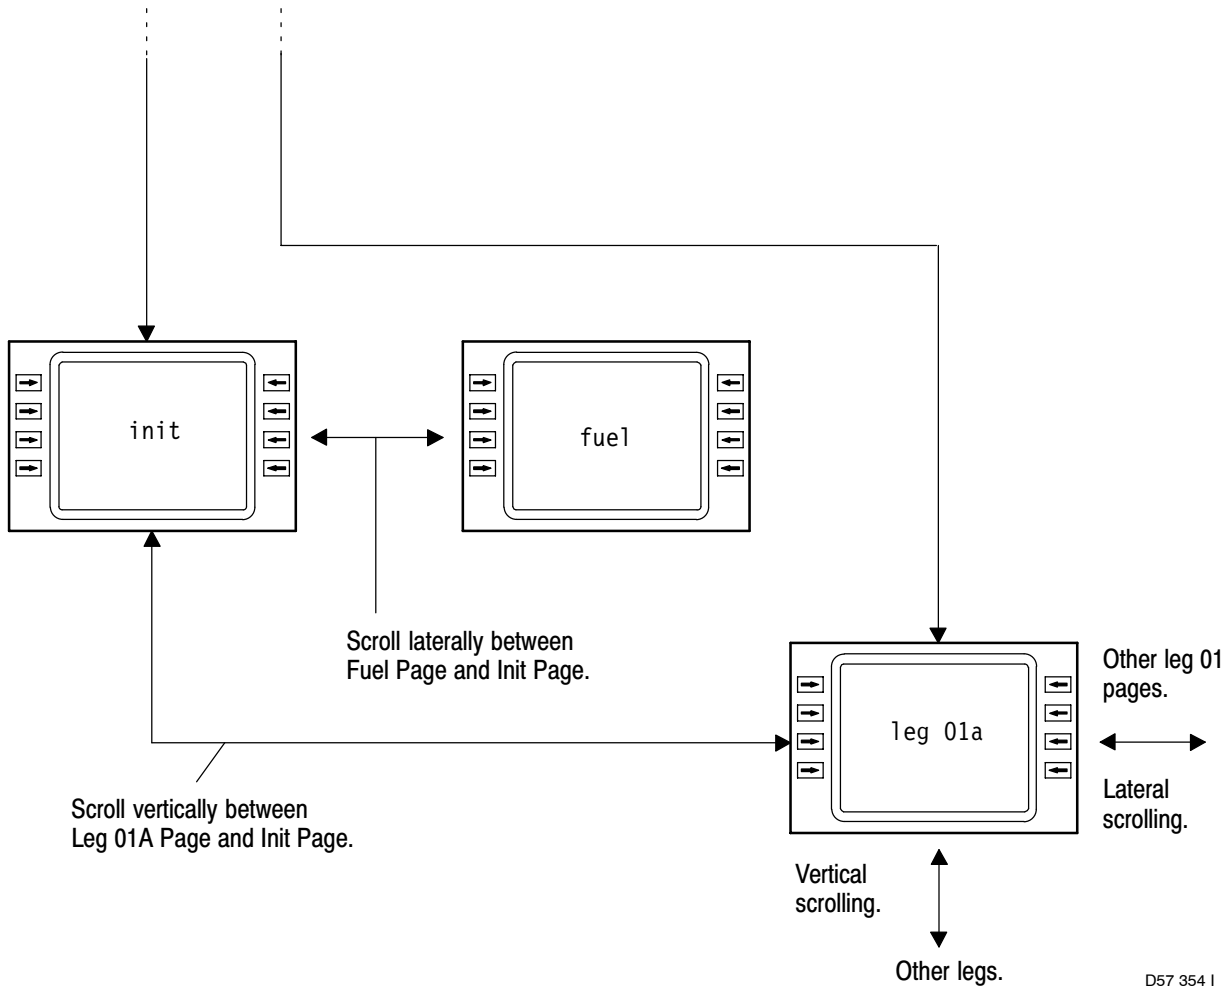 init
fuel
Scroll laterally between
Fuel Page and Init Page.
Other leg 01
pages.
leg 01a
Lateral
scrolling.
Scroll vertically between
Leg 01A Page and Init Page.
Vertical
scrolling.
Other legs.
D57 354 I